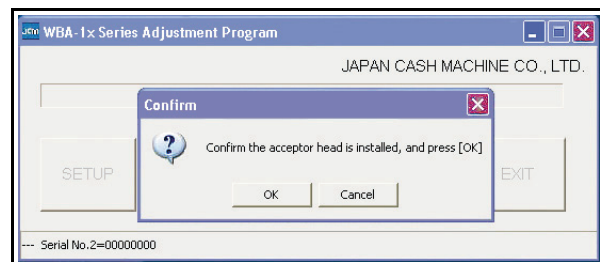 JCM WBA-1x Series Adjustment Program
JAPAN CASH MACHINE CO., LTD.
Confirm
Confirm the acceptor head is installed, and press [OK]
SETUP
EXIT
OK
Cancel
--- Serial No.2=00000000